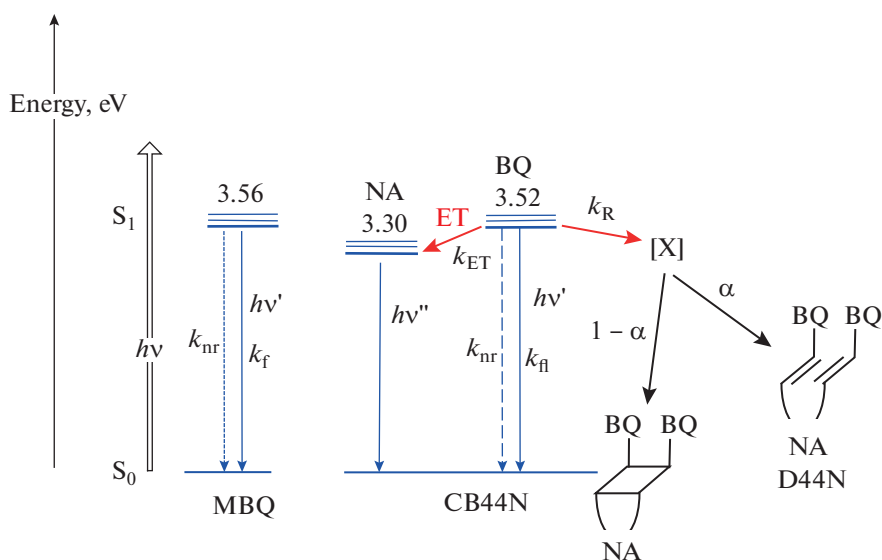 Energy, eV
BQ
NA
3.56
3.52
3.30
S1
ET
kR
kET
[X]
hν
hν'
hν"
hν'
α
1 − α
knr
kf
knr
kfl
BQ BQ
BQ BQ
NA
D44N
S0
MBQ
CB44N
NA